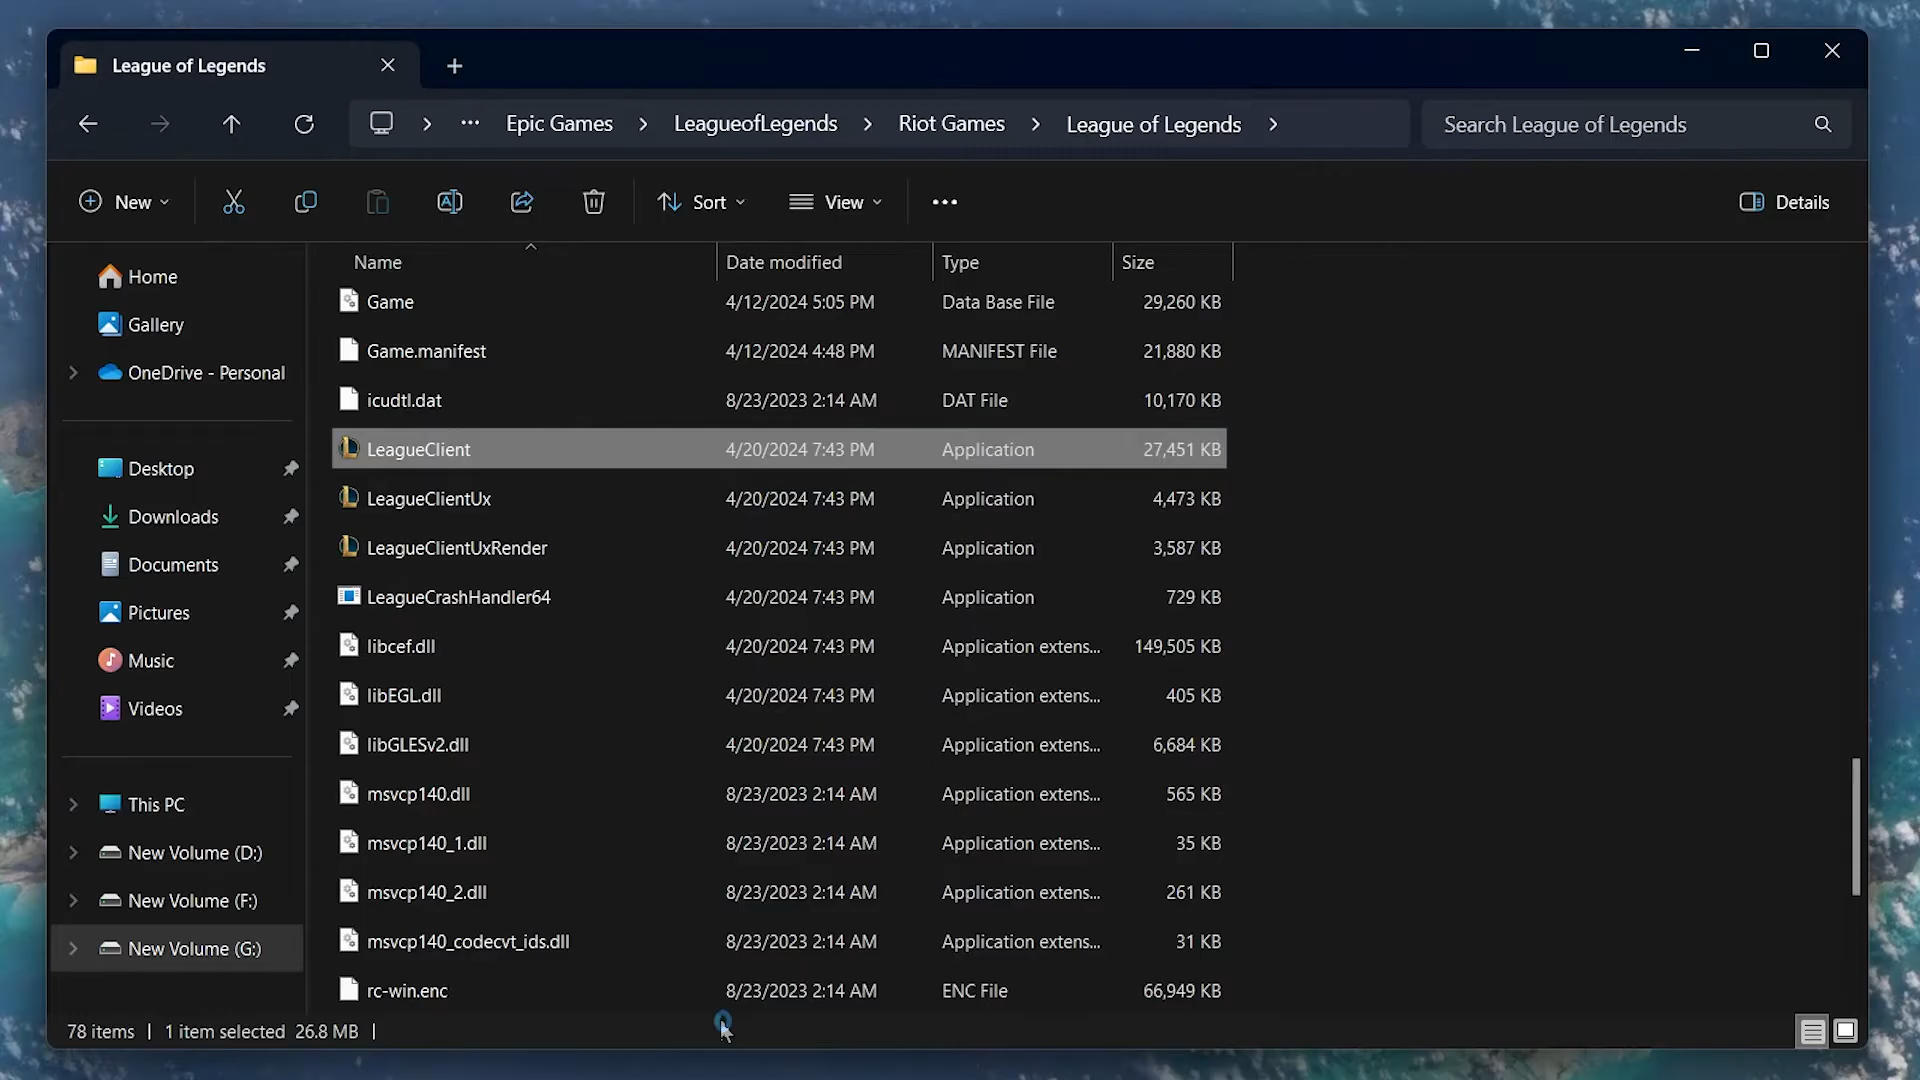 League of Legends
··· Epic Games > LeagueofLegends > Riot Games > League of Legends >
Search League of Legends
New
Sort
View
Details
Name Date modified Type Size
Home
Gallery
OneDrive - Personal
Desktop
Downloads
Documents
Pictures
Music
Videos
This PC
New Volume (D:)
New Volume (F:)
New Volume (G:)
Game 4/12/2024 5:05 PM Data Base File 29,260 KB
Game.manifest 4/12/2024 4:48 PM MANIFEST File 21,880 KB
icudtl.dat 8/23/2023 2:14 AM DAT File 10,170 KB
LeagueClient 4/20/2024 7:43 PM Application 27,451 KB
LeagueClientUx 4/20/2024 7:43 PM Application 4,473 KB
LeagueClientUxRender 4/20/2024 7:43 PM Application 3,587 KB
LeagueCrashHandler64 4/20/2024 7:43 PM Application 729 KB
libcef.dll 4/20/2024 7:43 PM Application extens... 149,505 KB
libEGL.dll 4/20/2024 7:43 PM Application extens... 405 KB
libGLESv2.dll 4/20/2024 7:43 PM Application extens... 6,684 KB
msvcp140.dll 8/23/2023 2:14 AM Application extens... 565 KB
msvcp140_1.dll 8/23/2023 2:14 AM Application extens... 35 KB
msvcp140_2.dll 8/23/2023 2:14 AM Application extens... 261 KB
msvcp140_codecvt_ids.dll 8/23/2023 2:14 AM Application extens... 31 KB
rc-win.enc 8/23/2023 2:14 AM ENC File 66,949 KB
78 items | 1 item selected 26.8 MB |